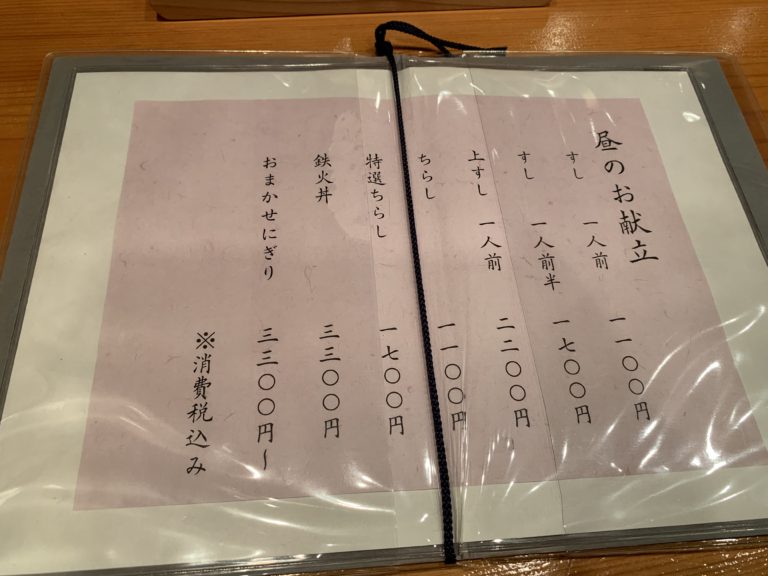 昼のお献立
すし 一人前 一一〇〇円
すし 一人前半 一七〇〇円
上すし 一人前 二二〇〇円
ちらし 一一〇〇円
特選ちらし 一七〇〇円
鉄火丼 三三〇〇円
おまかせにぎり 三三〇〇円~
※消費税込み